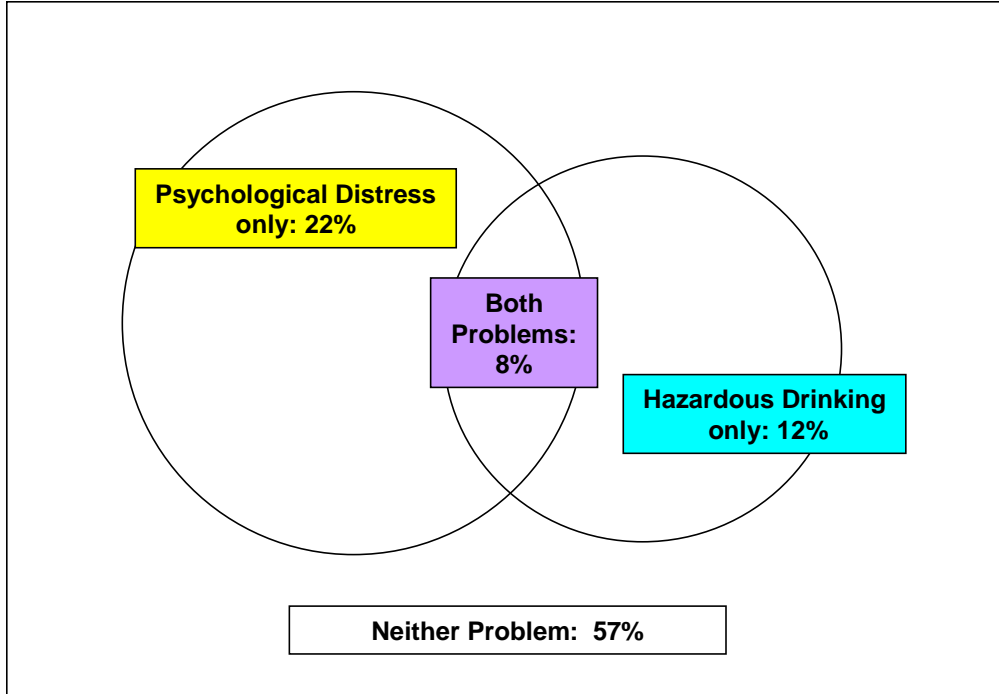 Psychological Distress
only: 22%
Both
Problems:
8%
Hazardous Drinking
only: 12%
Neither Problem:  57%